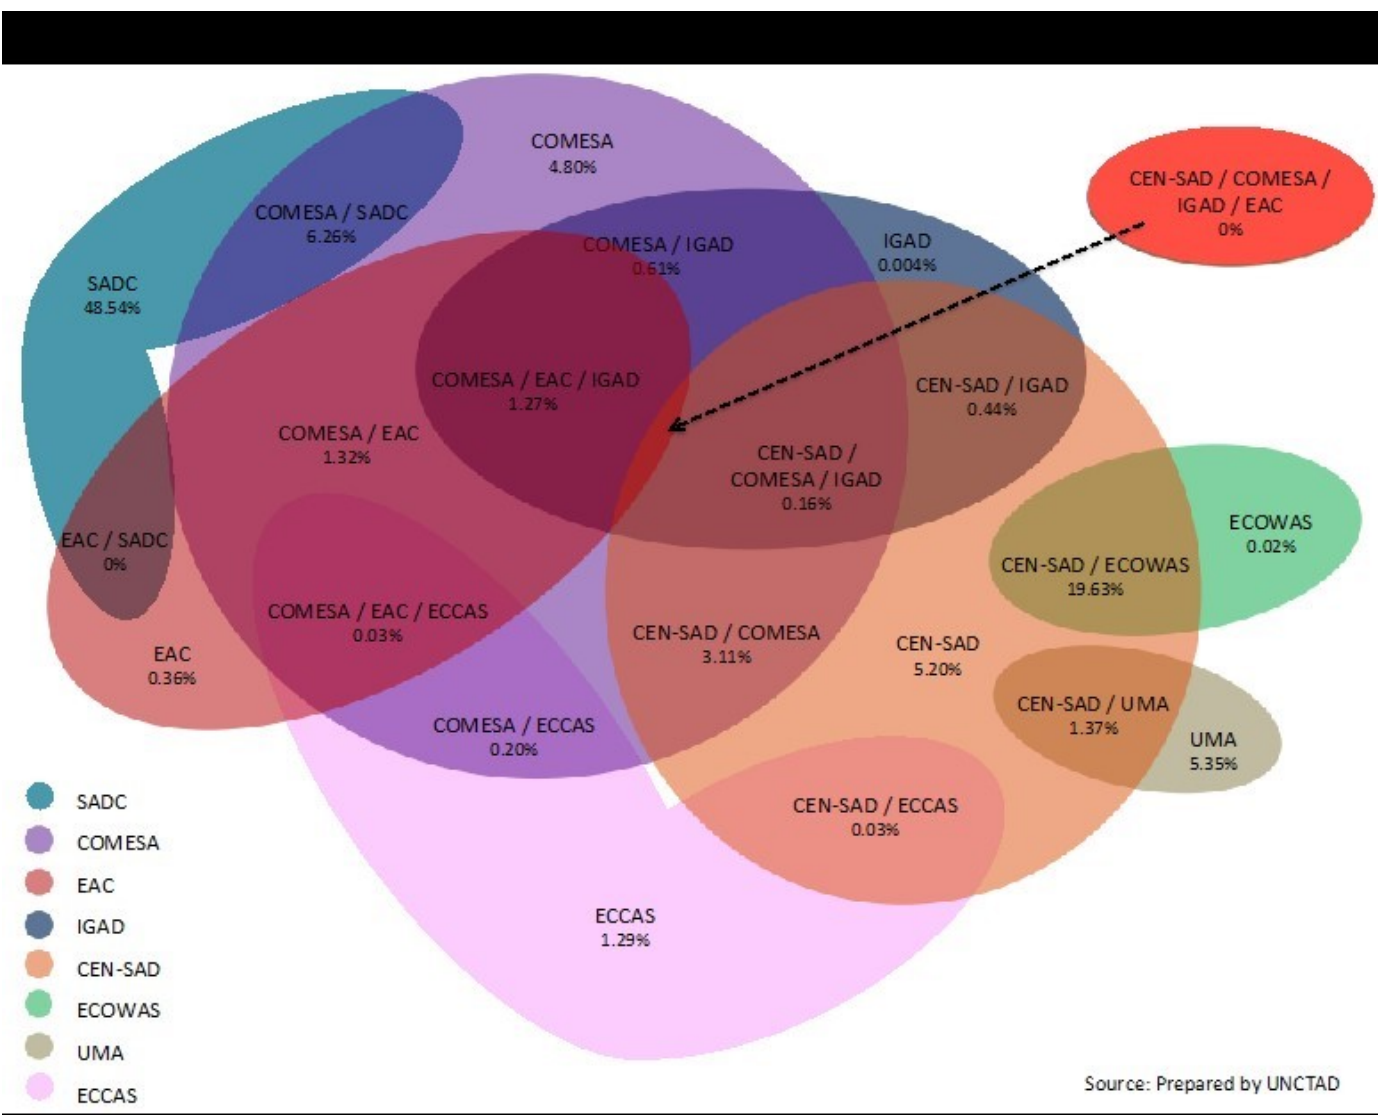 COMESA
4.80%
CEN-SAD / COMESA /
IGAD / EAC
0%
COMESA / SADC
6.26%
COMESA / IGAD
0.61%
IGAD
0.004%
SADC
48.54%
COMESA / EAC / IGAD
1.27%
CEN-SAD / IGAD
0.44%
COMESA / EAC
1.32%
CEN-SAD /
COMESA / IGAD
0.16%
ECOWAS
0.02%
EAC / SADC
0%
CEN-SAD / ECOWAS
19.63%
COMESA / EAC / ECCAS
0.03%
CEN-SAD / COMESA
3.11%
CEN-SAD
5.20%
EAC
0.36%
CEN-SAD / UMA
1.37%
COMESA / ECCAS
0.20%
UMA
5.35%
CEN-SAD / ECCAS
0.03%
ECCAS
1.29%
SADC
COMESA
EAC
IGAD
CEN-SAD
ECOWAS
UMA
ECCAS
Source: Prepared by UNCTAD